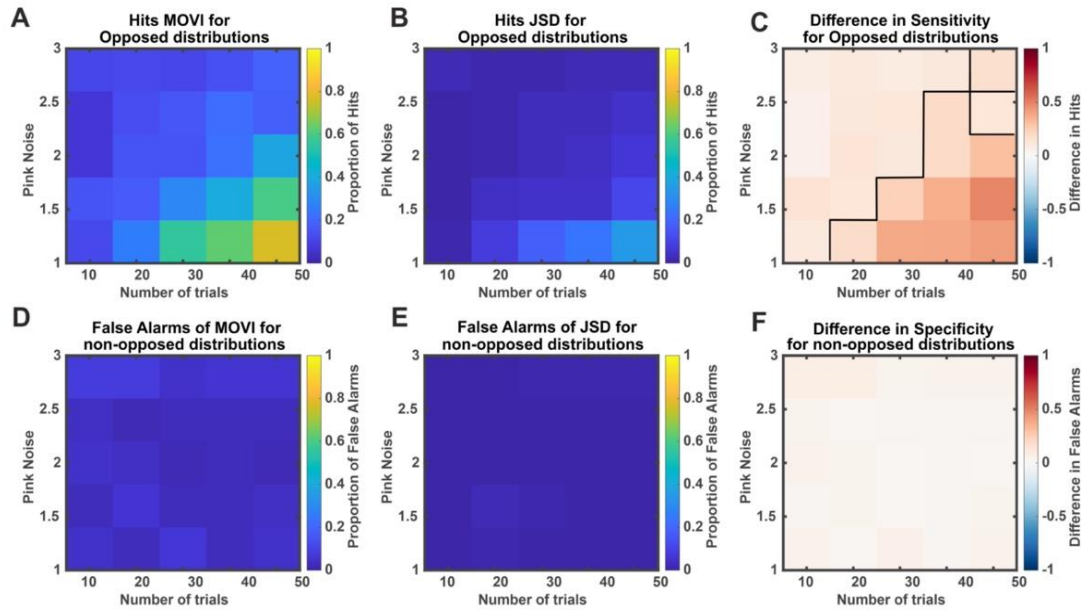 A
Hits MOVI for
Opposed distributions
3
2.5
2
1.5
1
Pink Noise
10 20 30 40 50
Number of trials
1
0.8
0.6
0.4
0.2
0
Proportion of Hits
B
Hits JSD for
Opposed distributions
3
2.5
2
1.5
1
Pink Noise
10 20 30 40 50
Number of trials
1
0.8
0.6
0.4
0.2
0
Proportion of Hits
C
Difference in Sensitivity
for Opposed distributions
3
2.5
2
1.5
1
Pink Noise
10 20 30 40 50
Number of trials
1
0.5
0
-0.5
-1
Difference in Hits
D
False Alarms of MOVI for
non-opposed distributions
3
2.5
2
1.5
1
Pink Noise
10 20 30 40 50
Number of trials
1
0.8
0.6
0.4
0.2
0
Proportion of False Alarms
E
False Alarms of JSD for
non-opposed distributions
3
2.5
2
1.5
1
Pink Noise
10 20 30 40 50
Number of trials
1
0.8
0.6
0.4
0.2
0
Proportion of False Alarms
F
Difference in Specificity
for non-opposed distributions
3
2.5
2
1.5
1
Pink Noise
10 20 30 40 50
Number of trials
1
0.5
0
-0.5
-1
Difference in False Alarms